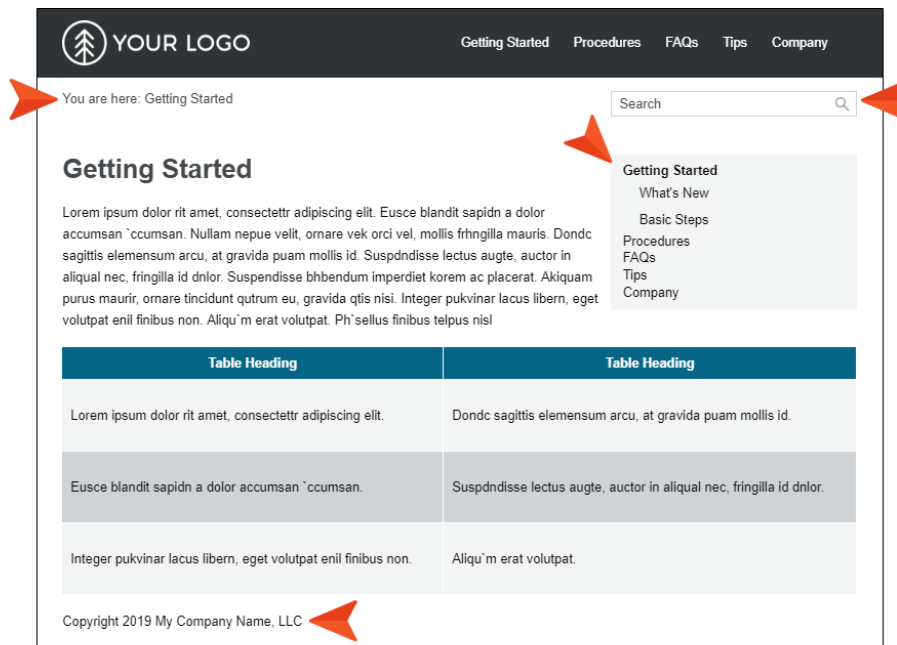 YOUR LOGO
Getting Started Procedures FAQs Tips Company
You are here: Getting Started
Search
Getting Started
Lorem ipsum dolor rit amet, consectettr adipiscing elit. Eusce blandit sapidn a dolor
accumsan `ccumsan. Nullam nepue velit, ornare vek orci vel, mollis frhngilla mauris. Dondc
sagittis elemensum arcu, at gravida puam mollis id. Suspdndisse lectus augte, auctor in
aliqual nec, fringilla id dnlor. Suspendisse bhbendum imperdiet korem ac placerat. Akiquam
purus maurir, ornare tincidunt qutrum eu, gravida qtis nisi. Integer pukvinar lacus libern, eget
volutpat enil finibus non. Aliqu`m erat volutpat. Ph`sellus finibus telpus nisl
Getting Started
What's New
Basic Steps
Procedures
FAQs
Tips
Company
Table Heading Table Heading
Lorem ipsum dolor rit amet, consectettr adipiscing elit. Dondc sagittis elemensum arcu, at gravida puam mollis id.
Eusce blandit sapidn a dolor accumsan `ccumsan. Suspdndisse lectus augte, auctor in aliqual nec, fringilla id dnlor.
Integer pukvinar lacus libern, eget volutpat enil finibus non. Aliqu`m erat volutpat.
Copyright 2019 My Company Name, LLC